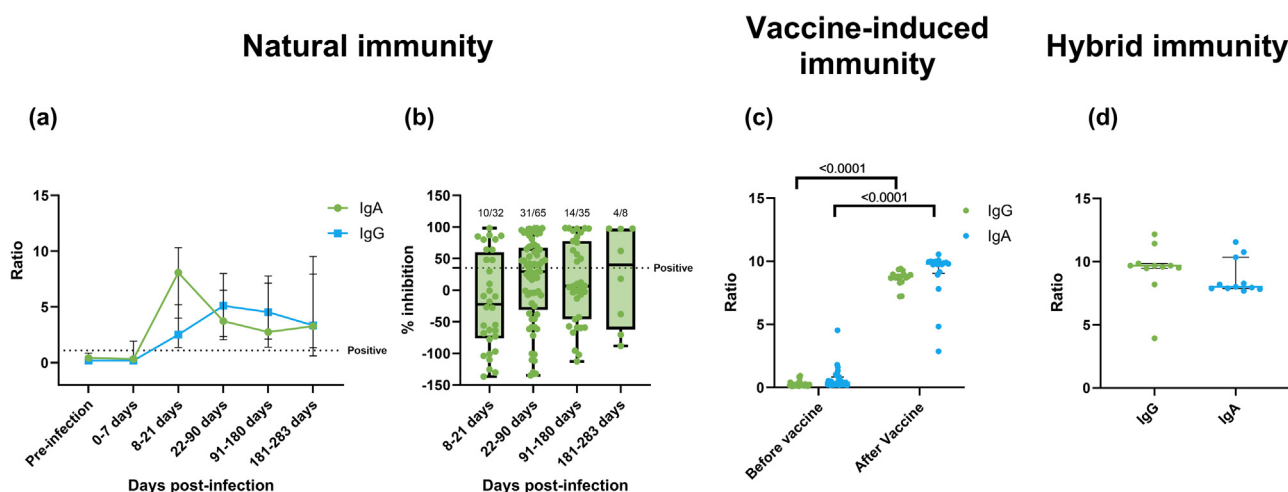 Natural immunity
Vaccine-induced
immunity
Hybrid immunity
(a)
15
10
5
0
Ratio
IgA
IgG
Positive
Pre-infection
0-7 days
8-21 days
22-90 days
91-180 days
181-283 days
Days post-infection
(b)
10/32
31/65
14/35
4/8
150
100
50
0
-50
-100
-150
% inhibition
Positive
8-21 days
22-90 days
91-180 days
181-283 days
Days post-infection
(c)
<0.0001
<0.0001
15
10
5
0
Ratio
IgG
IgA
Before vaccine
After Vaccine
(d)
15
10
5
0
Ratio
IgG
IgA